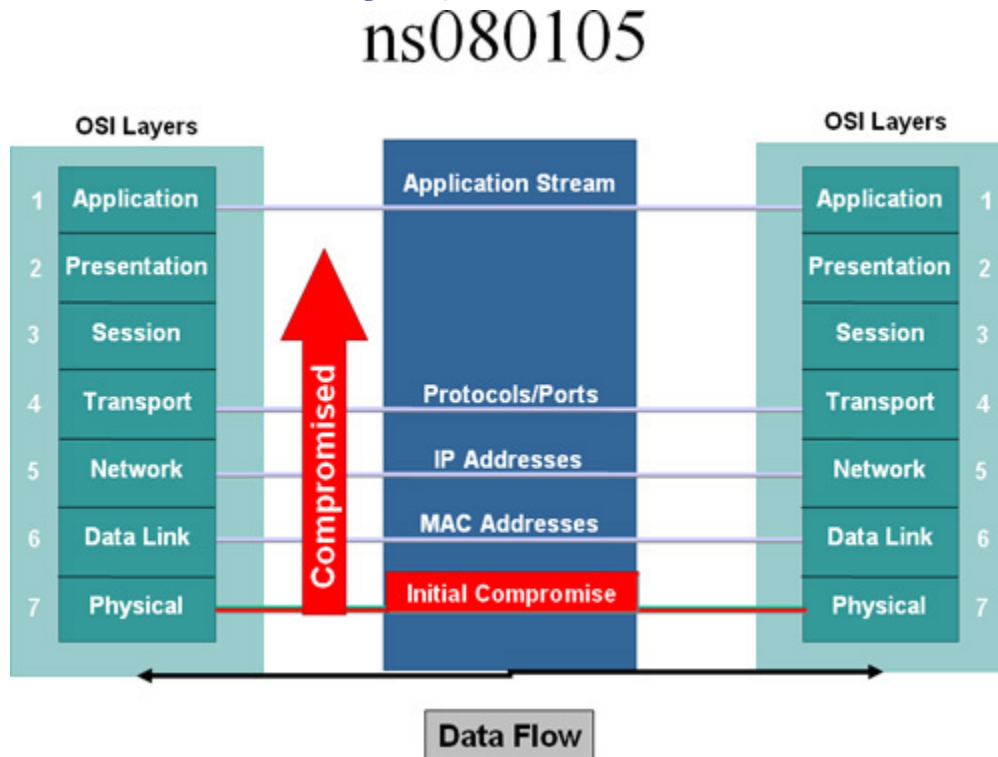 ns080105
OSI Layers
OSI Layers
1 Application
Application Stream
Application 1
2 Presentation
Presentation 2
3 Session
Session 3
4 Transport
Protocols/Ports
Transport 4
5 Network
IP Addresses
Network 5
6 Data Link
MAC Addresses
Data Link 6
7 Physical
Initial Compromise
Physical 7
Compromised
Data Flow